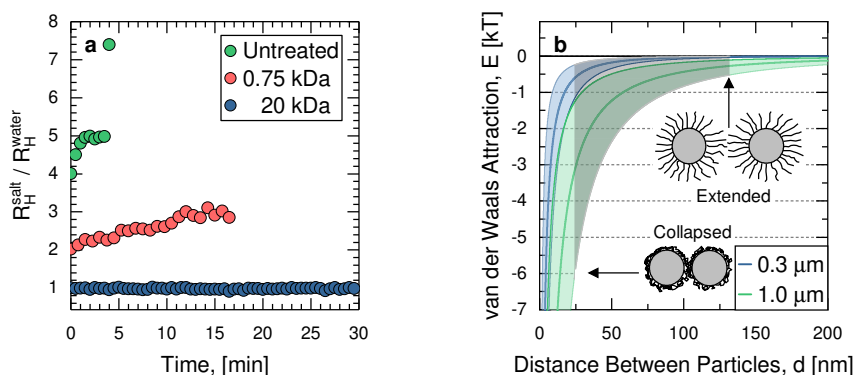 a
Untreated
0.75 kDa
20 kDa
8
7
6
5
4
3
2
1
0
5
10
15
20
25
30
R_H^salt / R_H^water
Time, [min]
b
0
-1
-2
-3
-4
-5
-6
-7
0
50
100
150
200
van der Waals Attraction, E [kT]
Extended
Collapsed
0.3 μm
1.0 μm
Distance Between Particles, d [nm]